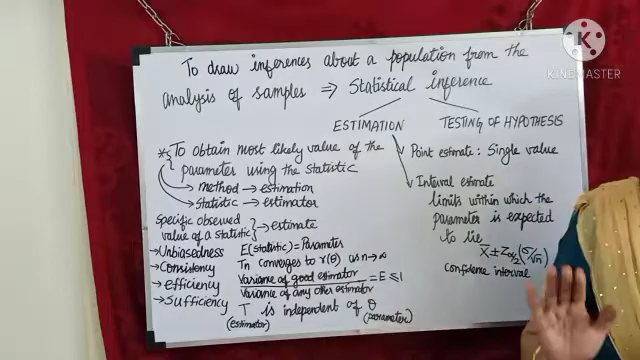 To draw inferences about a population from the
analysis of samples ⇒ Statistical inference
ESTIMATION
TESTING OF HYPOTHESIS
* { To obtain most likely value of the
parameter using the statistic
method → estimation
Statistic → estimator
Specific observed
value of a statistic } → estimate
→ Unbiasedness E(statistic) = Parameter
→ Consistency Tn converges to r(θ) as n→∞
→ efficiency Variance of good estimator / Variance of any other estimator = E ≤ 1
→ Sufficiency T is independent of θ
(estimator) (parameter)
Point estimate : Single value
Interval estimate
limits within which the
parameter is expected
to lie
X̄ ± Zα/2 (σ/√n)
Confidence interval
K
KINEMASTER